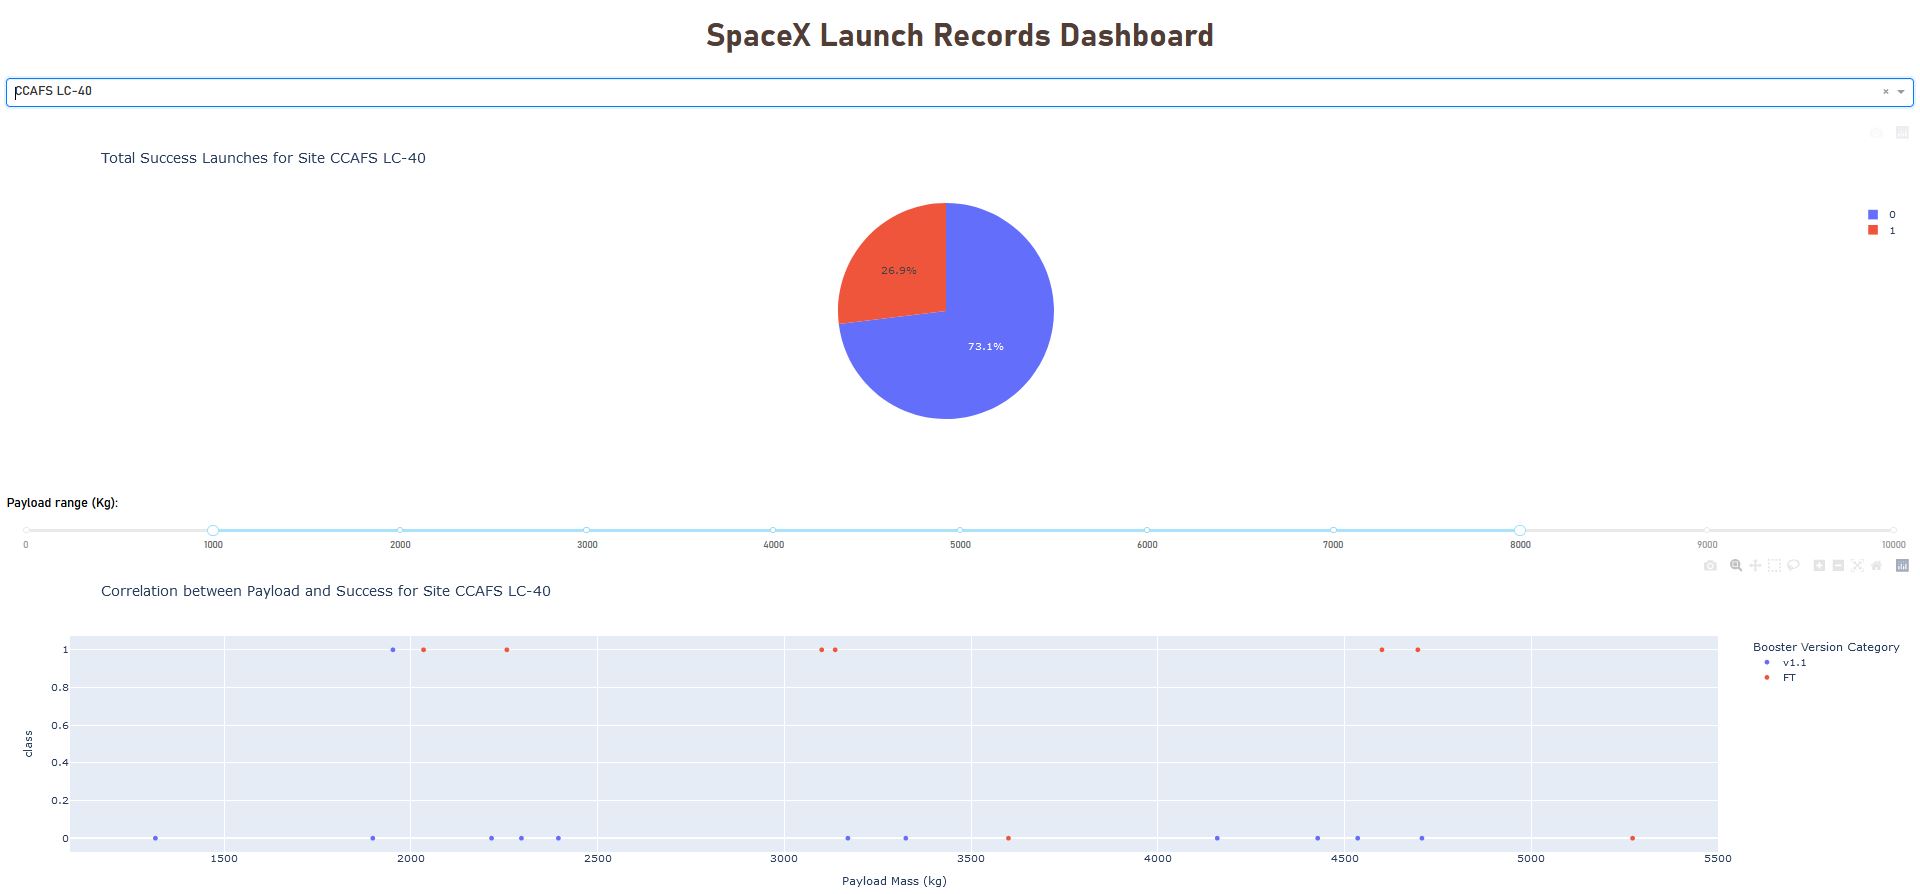 SpaceX Launch Records Dashboard
CCAFS LC-40
×
Total Success Launches for Site CCAFS LC-40
0
1
26.9%
73.1%
Payload range (Kg):
0 1000 2000 3000 4000 5000 6000 7000 8000 9000 10000
Correlation between Payload and Success for Site CCAFS LC-40
Booster Version Category
v1.1
FT
1
0.8
0.6
0.4
0.2
0
class
1500 2000 2500 3000 3500 4000 4500 5000 5500
Payload Mass (kg)